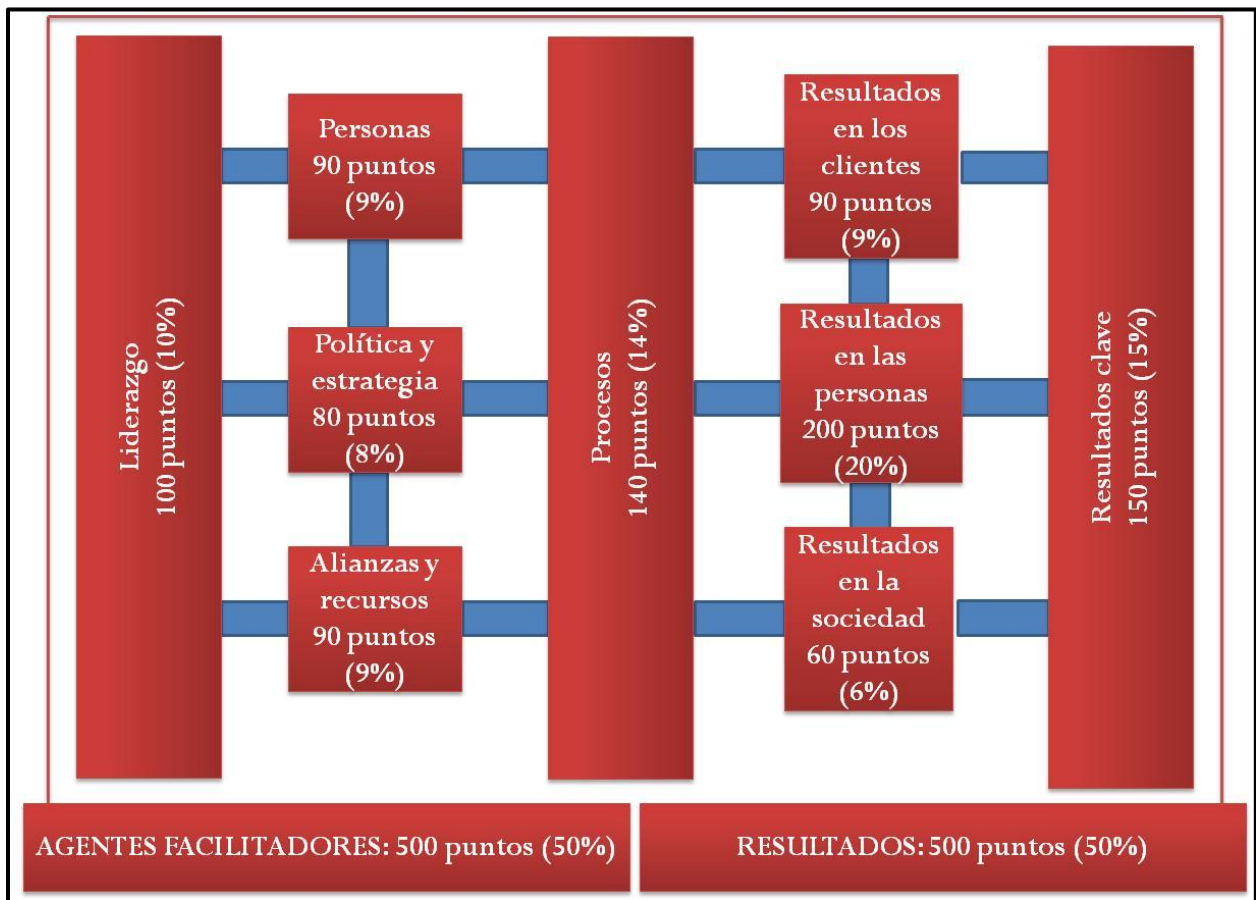 Liderazgo
100 puntos (10%)
Personas
90 puntos
(9%)
Política y
estrategia
80 puntos
(8%)
Alianzas y
recursos
90 puntos
(9%)
Procesos
140 puntos (14%)
Resultados
en los
clientes
90 puntos
(9%)
Resultados
en las
personas
200 puntos
(20%)
Resultados
en la
sociedad
60 puntos
(6%)
Resultados clave
150 puntos (15%)
AGENTES FACILITADORES: 500 puntos (50%)
RESULTADOS: 500 puntos (50%)